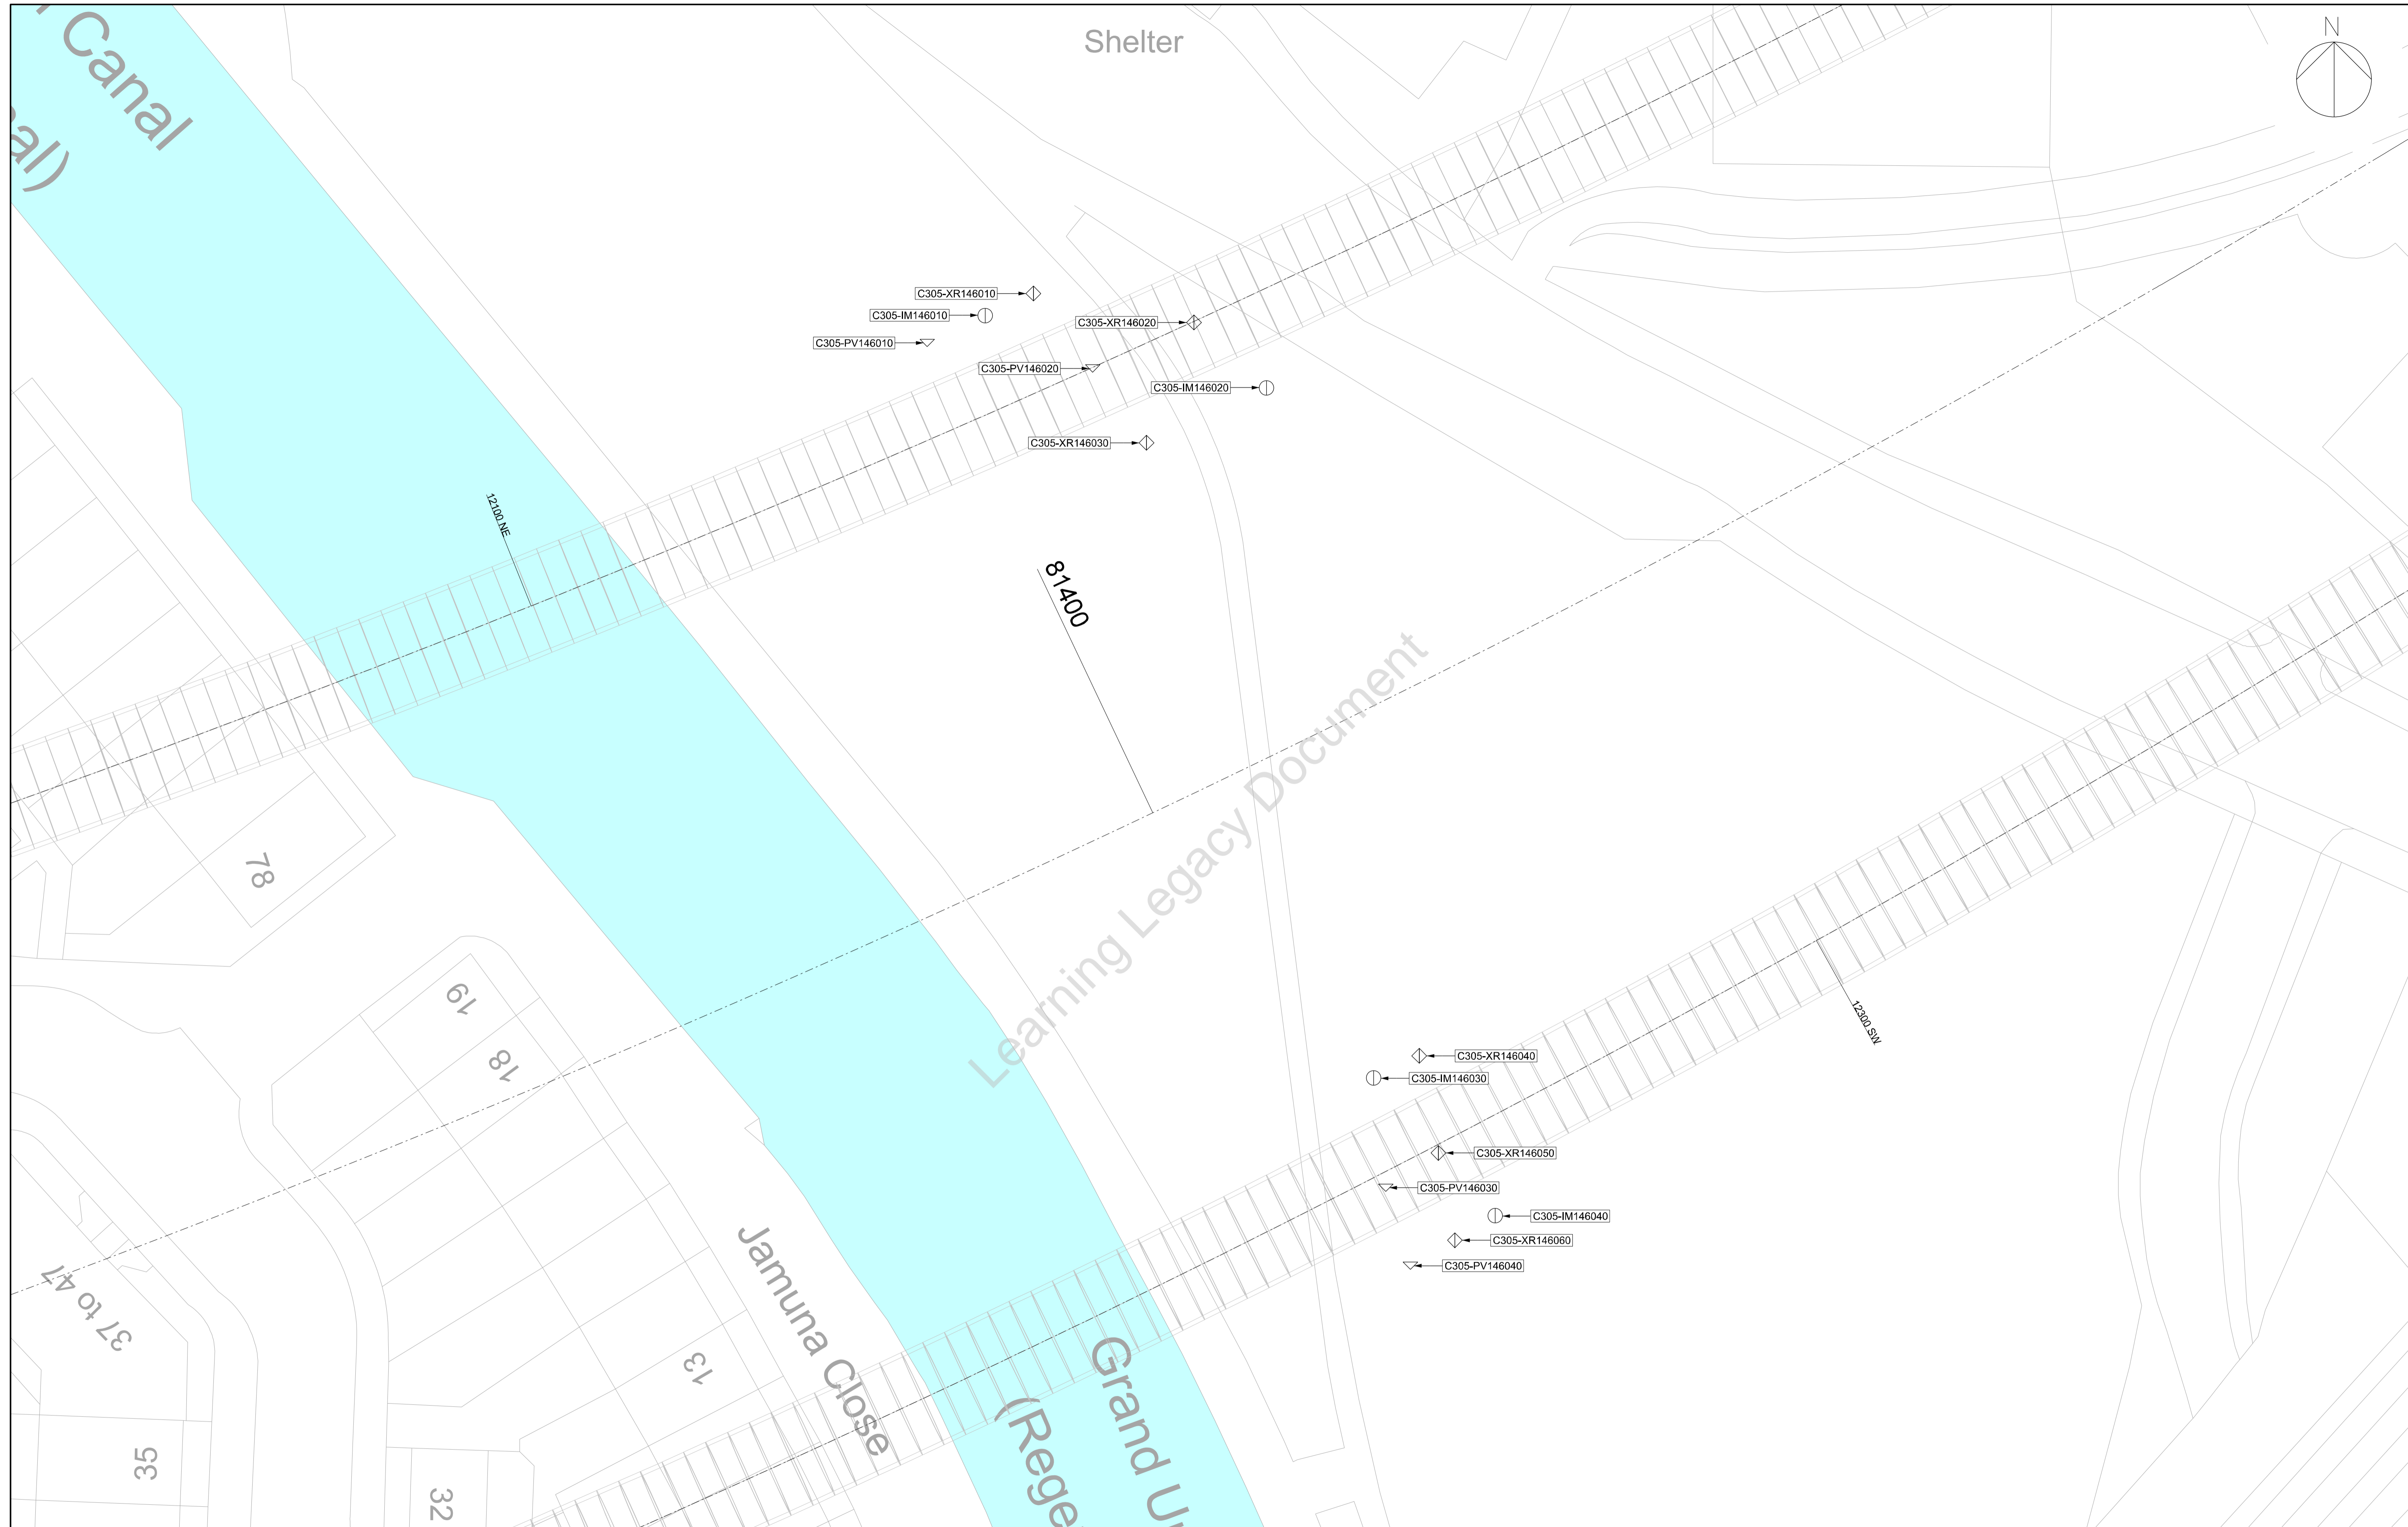 Canal
al)
Shelter
N
C305-XR146010
C305-IM146010
C305-XR146020
C305-PV146010
C305-PV146020
C305-IM146020
C305-XR146030
12100 NE
81400
Learning Legacy Document
78
19
18
12300 SW
C305-XR146040
C305-IM146030
C305-XR146050
C305-PV146030
C305-IM146040
C305-XR146060
C305-PV146040
37 to 47
Jamuna Close
13
Grand U
(Rege
35
32